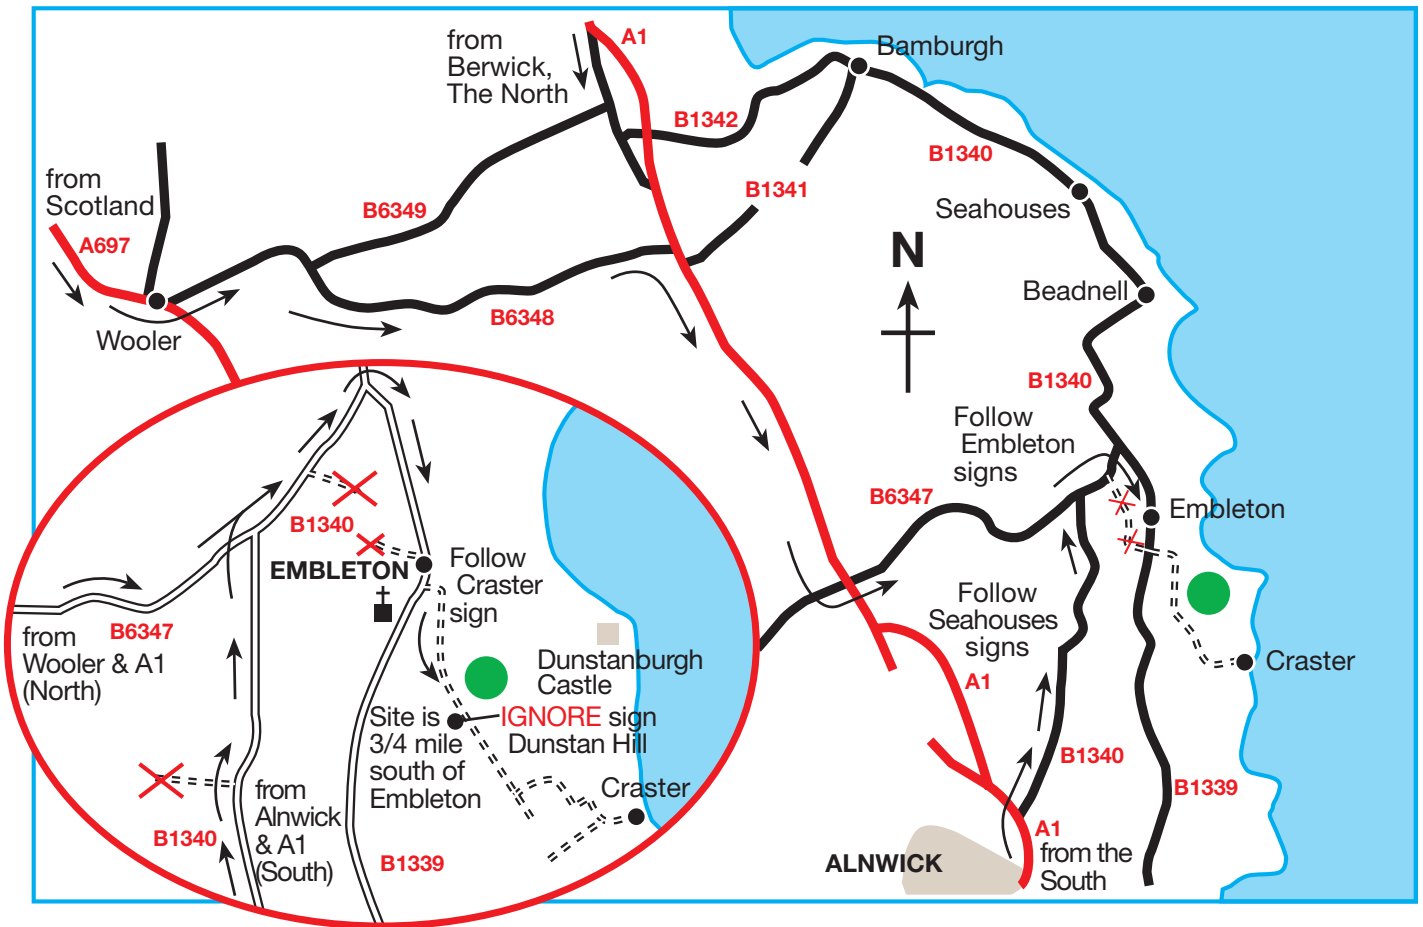 from
Berwick,
The North
A1
Bamburgh
B1342
B1340
B1341
from
Scotland
A697
B6349
Seahouses
N
Beadnell
Wooler
B6348
B1340
Follow
Embleton
signs
B6347
Embleton
Follow
Seahouses
signs
Craster
A1
B1340
B1339
A1
from the
South
ALNWICK
B1340
EMBLETON
Follow
Craster
sign
from
Wooler & A1
(North)
B6347
Dunstanburgh
Castle
Site is
3/4 mile
south of
Embleton
IGNORE sign
Dunstan Hill
Craster
from
Alnwick
& A1
(South)
B1340
B1339